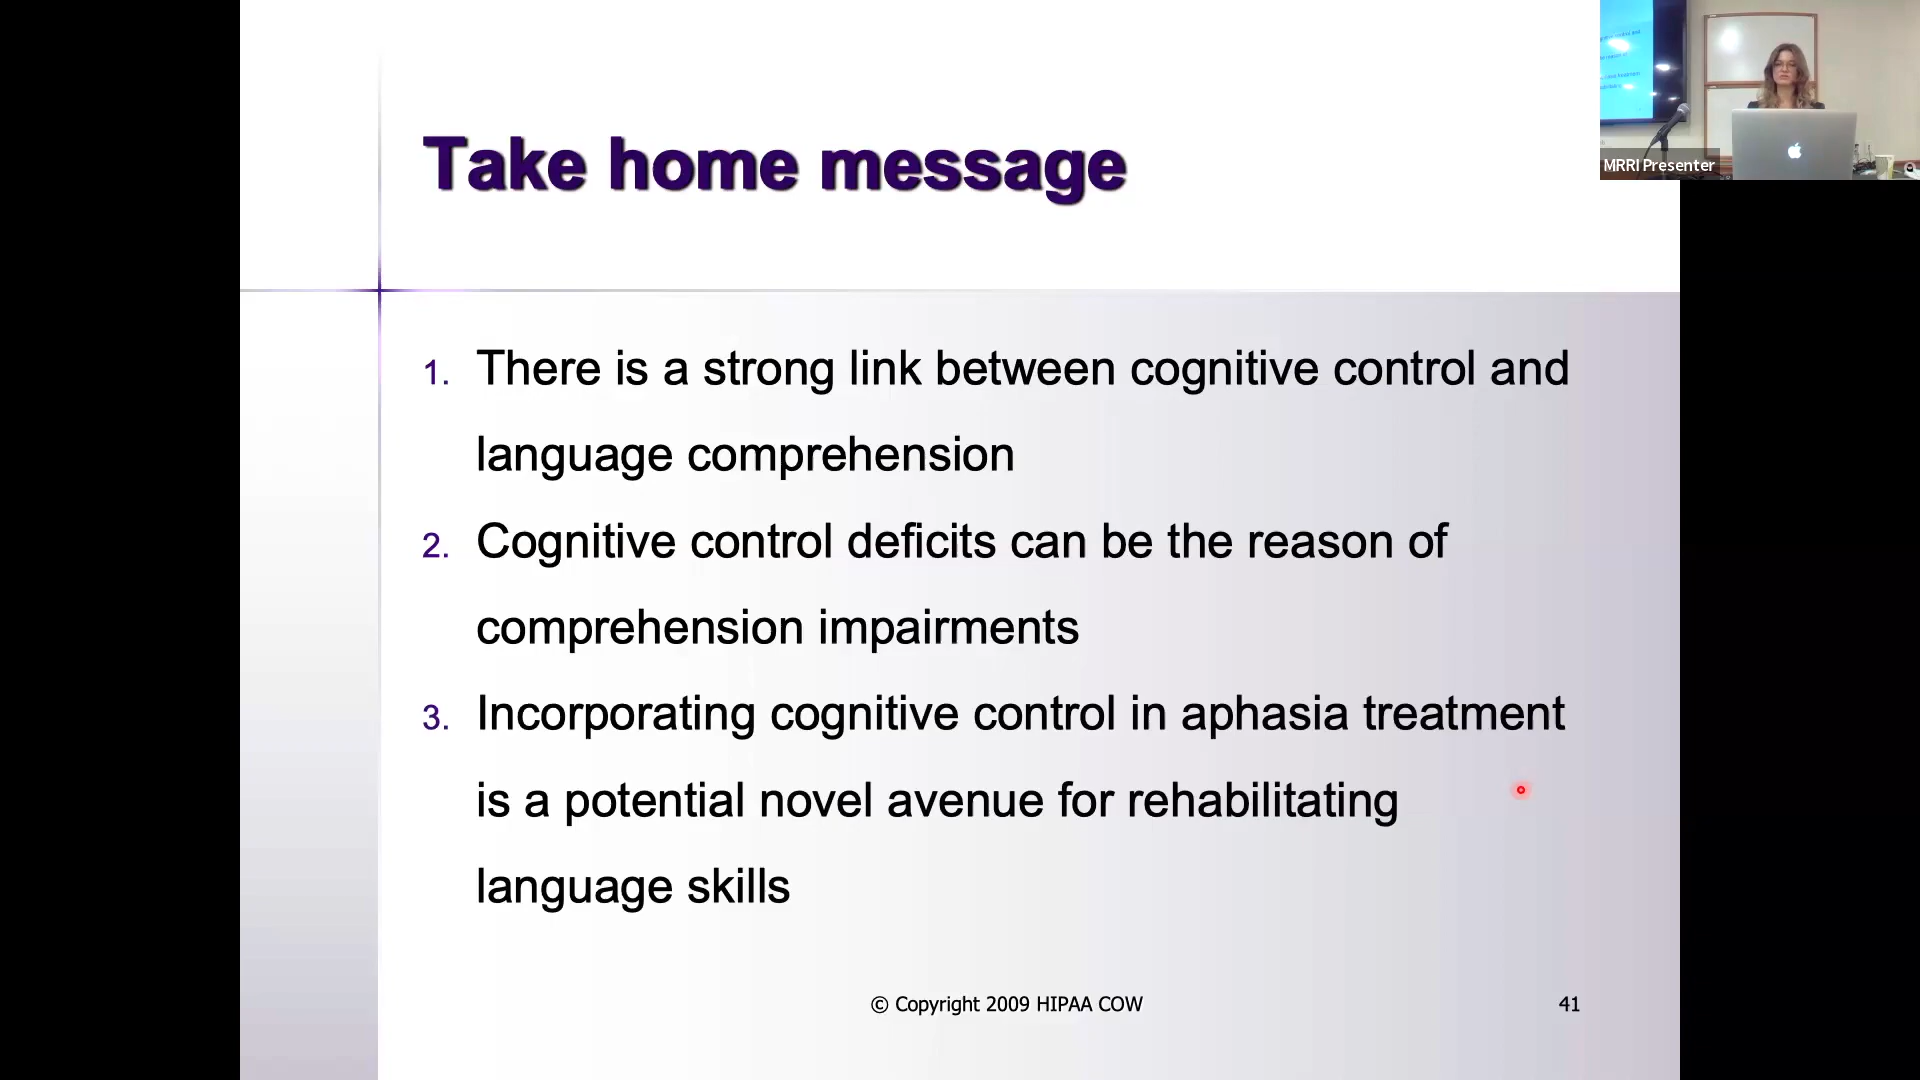 Take home message
1. There is a strong link between cognitive control and
language comprehension
2. Cognitive control deficits can be the reason of
comprehension impairments
3. Incorporating cognitive control in aphasia treatment
is a potential novel avenue for rehabilitating
language skills
© Copyright 2009 HIPAA COW
41
MRRI Presenter